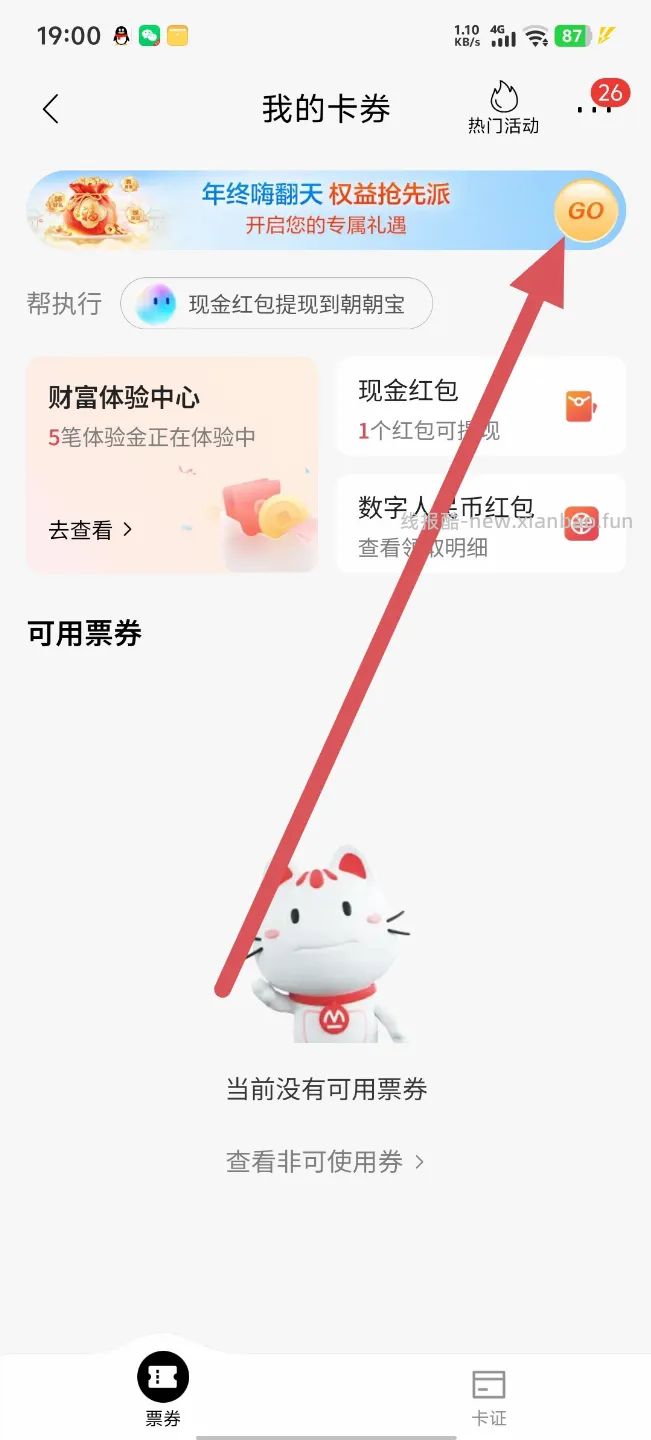 19:00
1.10 KB/s 4G 87
我的卡券
热门活动
26
年终嗨翻天 权益抢先派
开启您的专属礼遇
GO
帮执行
现金红包提现到朝朝宝
财富体验中心
5笔体验金正在体验中
去查看
现金红包
1个红包可提现
数字人民币红包
线报酷-new.xianbao.fun
查看领取明细
可用票券
当前没有可用票券
查看非可使用券
票券
卡证